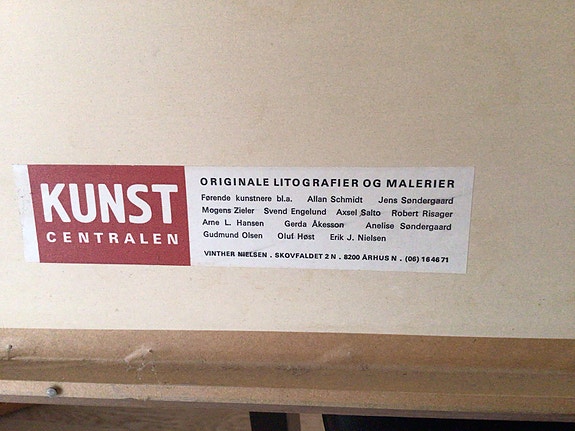 KUNST
CENTRALEN
ORIGINALE LITOGRAFIER OG MALERIER
Førende kunstnere bl.a. Allan Schmidt Jens Søndergaard
Mogens Zieler Svend Engelund Axsel Salto Robert Risager
Arne L. Hansen Gerda Åkesson Anelise Søndergaard
Gudmund Olsen Oluf Høst Erik J. Nielsen
VINTHER NIELSEN . SKOVFALDET 2 N . 8200 ÅRHUS N . (06) 16 46 71